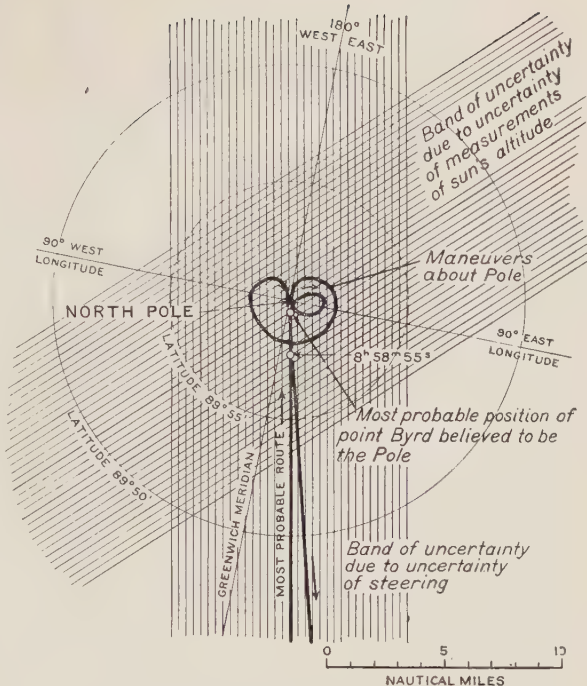 180°
WEST EAST
Band of uncertainty
due to uncertainty
of measurements
of sun's altitude
90° WEST
LONGITUDE
Maneuvers
about Pole
NORTH POLE
90° EAST
LONGITUDE
8ʰ 58ᵐ 55ˢ
LATITUDE 89°55'
LATITUDE 89°50'
Most probable position of
point Byrd believed to be
the Pole
GREENWICH MERIDIAN
MOST PROBABLE ROUTE
Band of uncertainty
due to uncertainty
of steering
0 5 10
NAUTICAL MILES